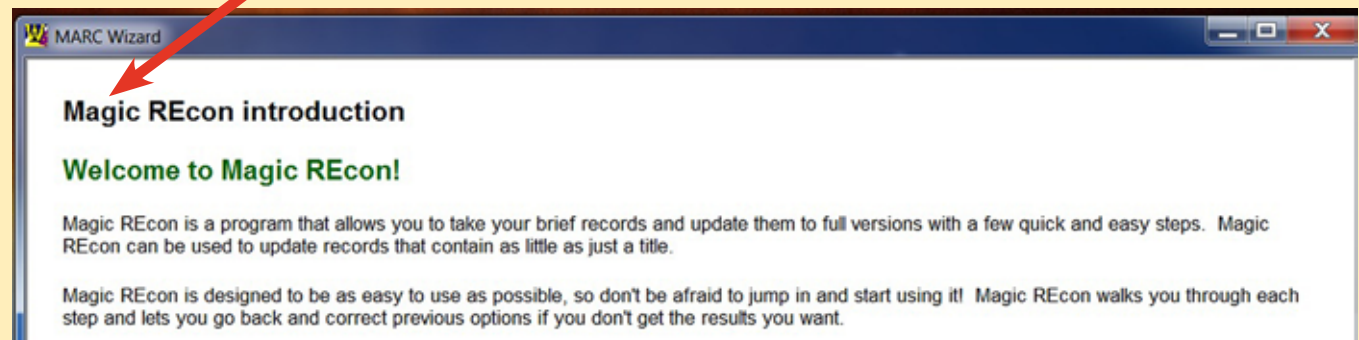 MARC Wizard
Magic REcon introduction
Welcome to Magic REcon!
Magic REcon is a program that allows you to take your brief records and update them to full versions with a few quick and easy steps. Magic
REcon can be used to update records that contain as little as just a title.
Magic REcon is designed to be as easy to use as possible, so don't be afraid to jump in and start using it! Magic REcon walks you through each
step and lets you go back and correct previous options if you don't get the results you want.